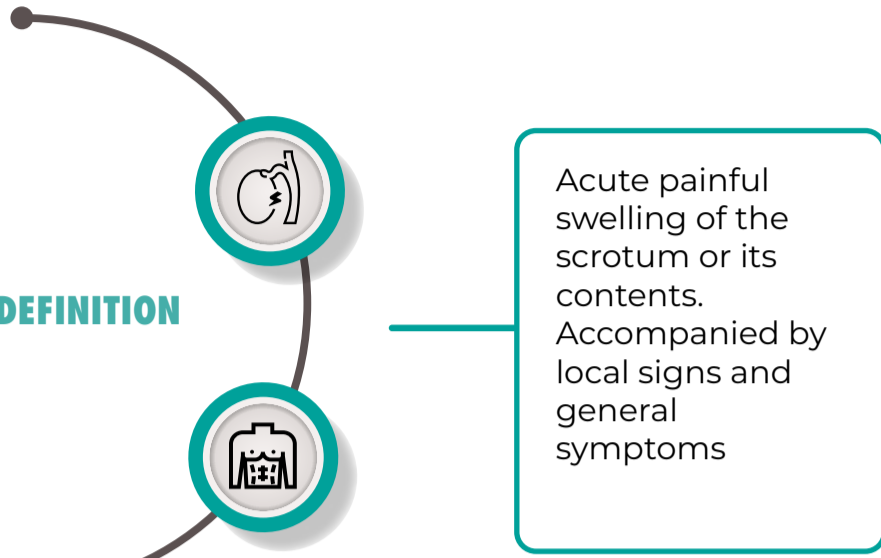 DEFINITION
Acute painful
swelling of the
scrotum or its
contents.
Accompanied by
local signs and
general
symptoms